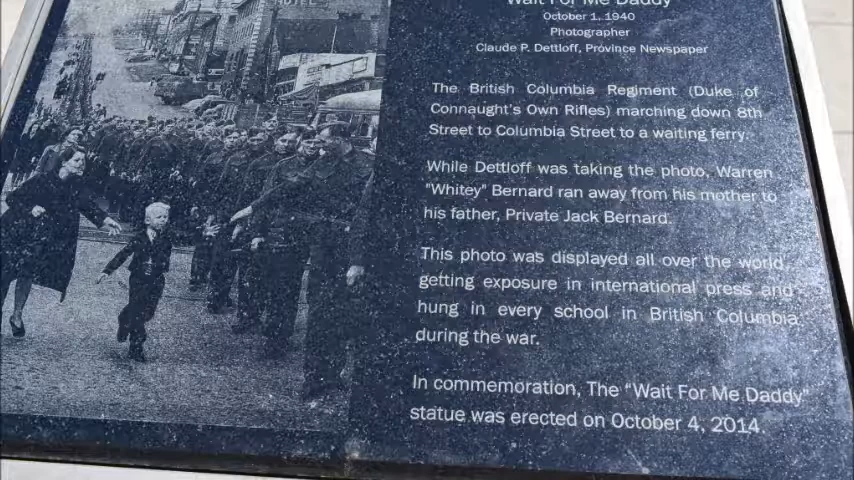 HOTEL
Wait For Me Daddy
October 1, 1940
Photographer
Claude P. Dettloff, Province Newspaper
The British Columbia Regiment (Duke of
Connaught's Own Rifles) marching down 8th
Street to Columbia Street to a waiting ferry.
While Dettloff was taking the photo, Warren
"Whitey" Bernard ran away from his mother to
his father, Private Jack Bernard.
This photo was displayed all over the world
getting exposure in international press and
hung in every school in British Columbia
during the war.
In commemoration, The “Wait For Me Daddy”
statue was erected on October 4, 2014.